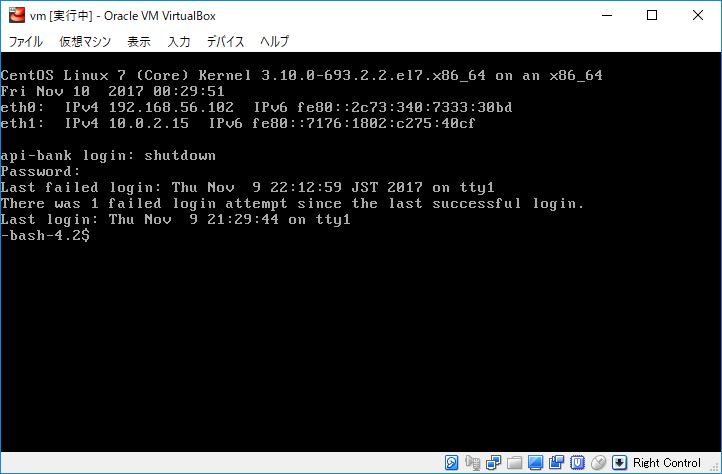 vm [実行中] - Oracle VM VirtualBox
ファイル 仮想マシン 表示 入力 デバイス ヘルプ
CentOS Linux 7 (Core) Kernel 3.10.0-693.2.2.el7.x86_64 on an x86_64
Fri Nov 10  2017 00:29:51
eth0:  IPv4 192.168.56.102  IPv6 fe80::2c73:340:7333:30bd
eth1:  IPv4 10.0.2.15  IPv6 fe80::7176:1802:c275:40cf
api-bank login: shutdown
Password:
Last failed login: Thu Nov  9 22:12:59 JST 2017 on tty1
There was 1 failed login attempt since the last successful login.
Last login: Thu Nov  9 21:29:44 on tty1
-bash-4.2$
Right Control